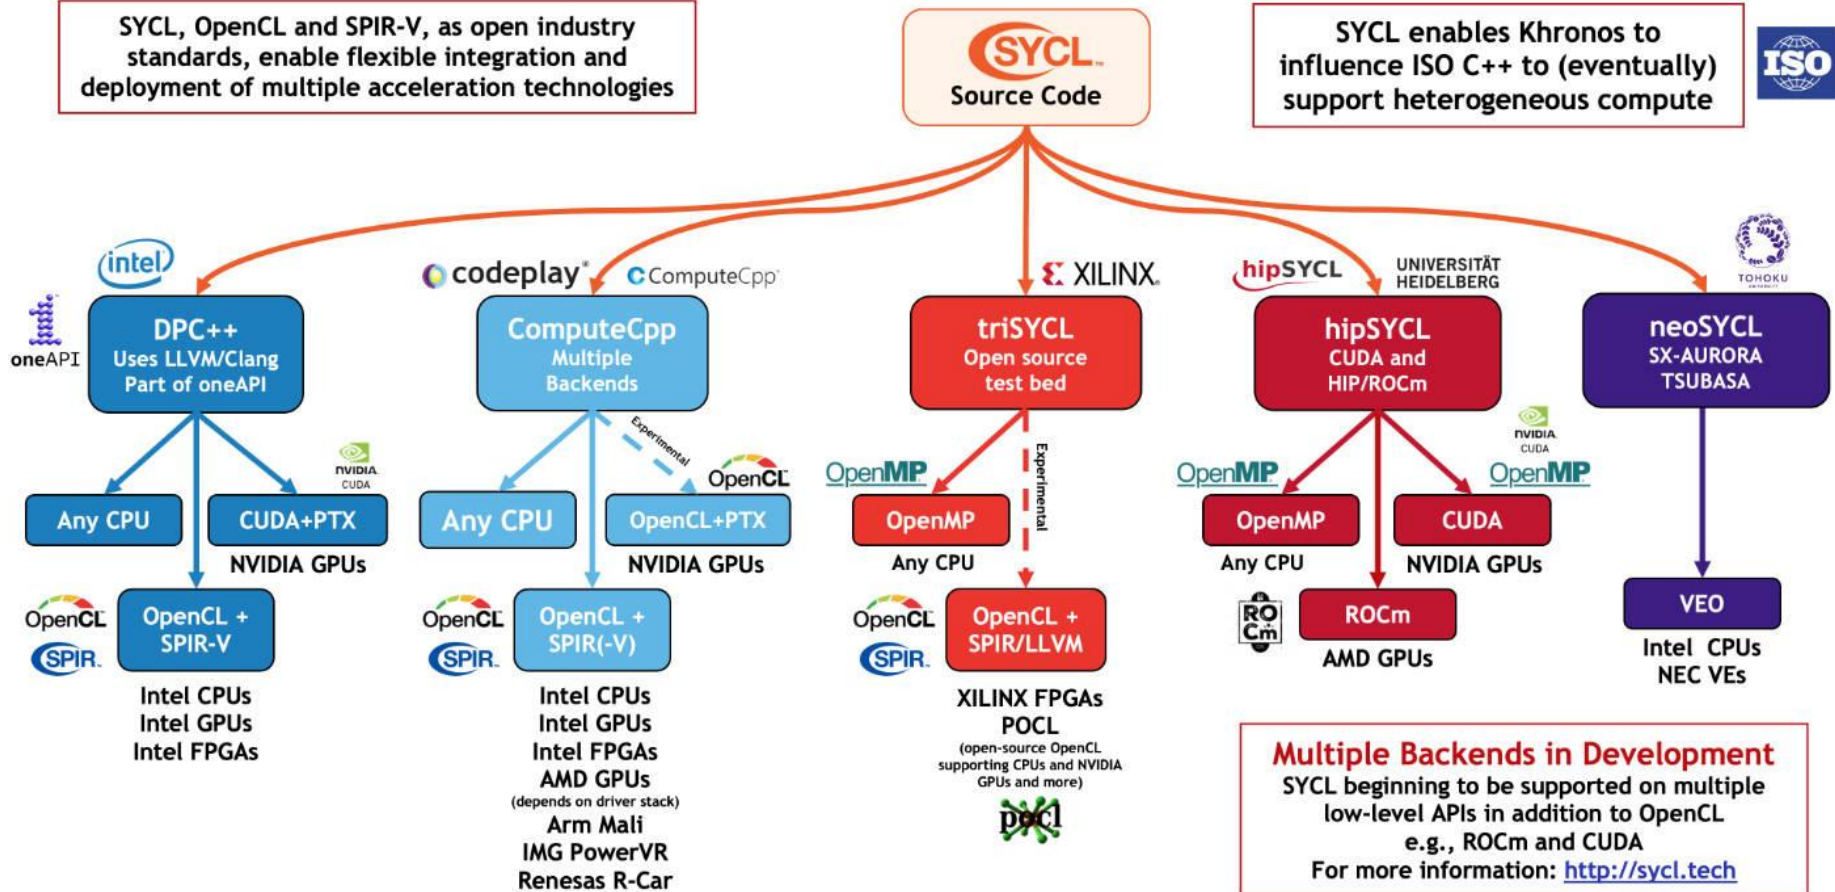 SYCL, OpenCL and SPIR-V, as open industry
standards, enable flexible integration and
deployment of multiple acceleration technologies
SYCL™
Source Code
SYCL enables Khronos to
influence ISO C++ to (eventually)
support heterogeneous compute
ISO
intel
oneAPI
DPC++
Uses LLVM/Clang
Part of oneAPI
Any CPU
NVIDIA
CUDA
CUDA+PTX
NVIDIA GPUs
OpenCL
SPIR
OpenCL +
SPIR-V
Intel CPUs
Intel GPUs
Intel FPGAs
codeplay®
ComputeCpp
ComputeCpp
Multiple
Backends
Experimental
Any CPU
OpenCL
OpenCL+PTX
NVIDIA GPUs
OpenCL
SPIR
OpenCL +
SPIR(-V)
Intel CPUs
Intel GPUs
Intel FPGAs
AMD GPUs
(depends on driver stack)
Arm Mali
IMG PowerVR
Renesas R-Car
XILINX
triSYCL
Open source
test bed
Experimental
OpenMP
OpenMP
Any CPU
OpenCL
SPIR
OpenCL +
SPIR/LLVM
XILINX FPGAs
POCL
(open-source OpenCL
supporting CPUs and NVIDIA
GPUs and more)
pocl
hipSYCL
UNIVERSITÄT
HEIDELBERG
hipSYCL
CUDA and
HIP/ROCm
OpenMP
OpenMP
Any CPU
NVIDIA
CUDA
OpenMP
CUDA
NVIDIA GPUs
ROCm
ROCm
AMD GPUs
TOHOKU
UNIVERSITY
neoSYCL
SX-AURORA
TSUBASA
VEO
Intel CPUs
NEC VEs
Multiple Backends in Development
SYCL beginning to be supported on multiple
low-level APIs in addition to OpenCL
e.g., ROCm and CUDA
For more information: http://sycl.tech